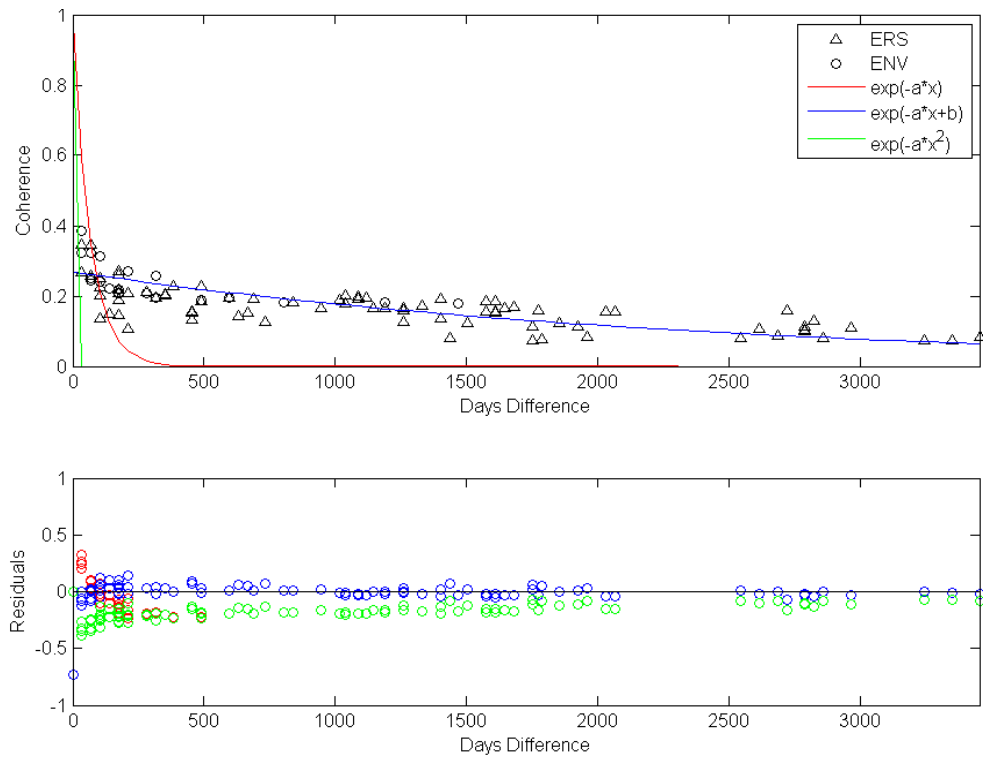 1
0.8
0.6
0.4
0.2
0
Coherence
0 500 1000 1500 2000 2500 3000
Days Difference
ERS
ENV
exp(-a*x)
exp(-a*x+b)
exp(-a*x²)
1
0.5
0
-0.5
-1
Residuals
0 500 1000 1500 2000 2500 3000
Days Difference